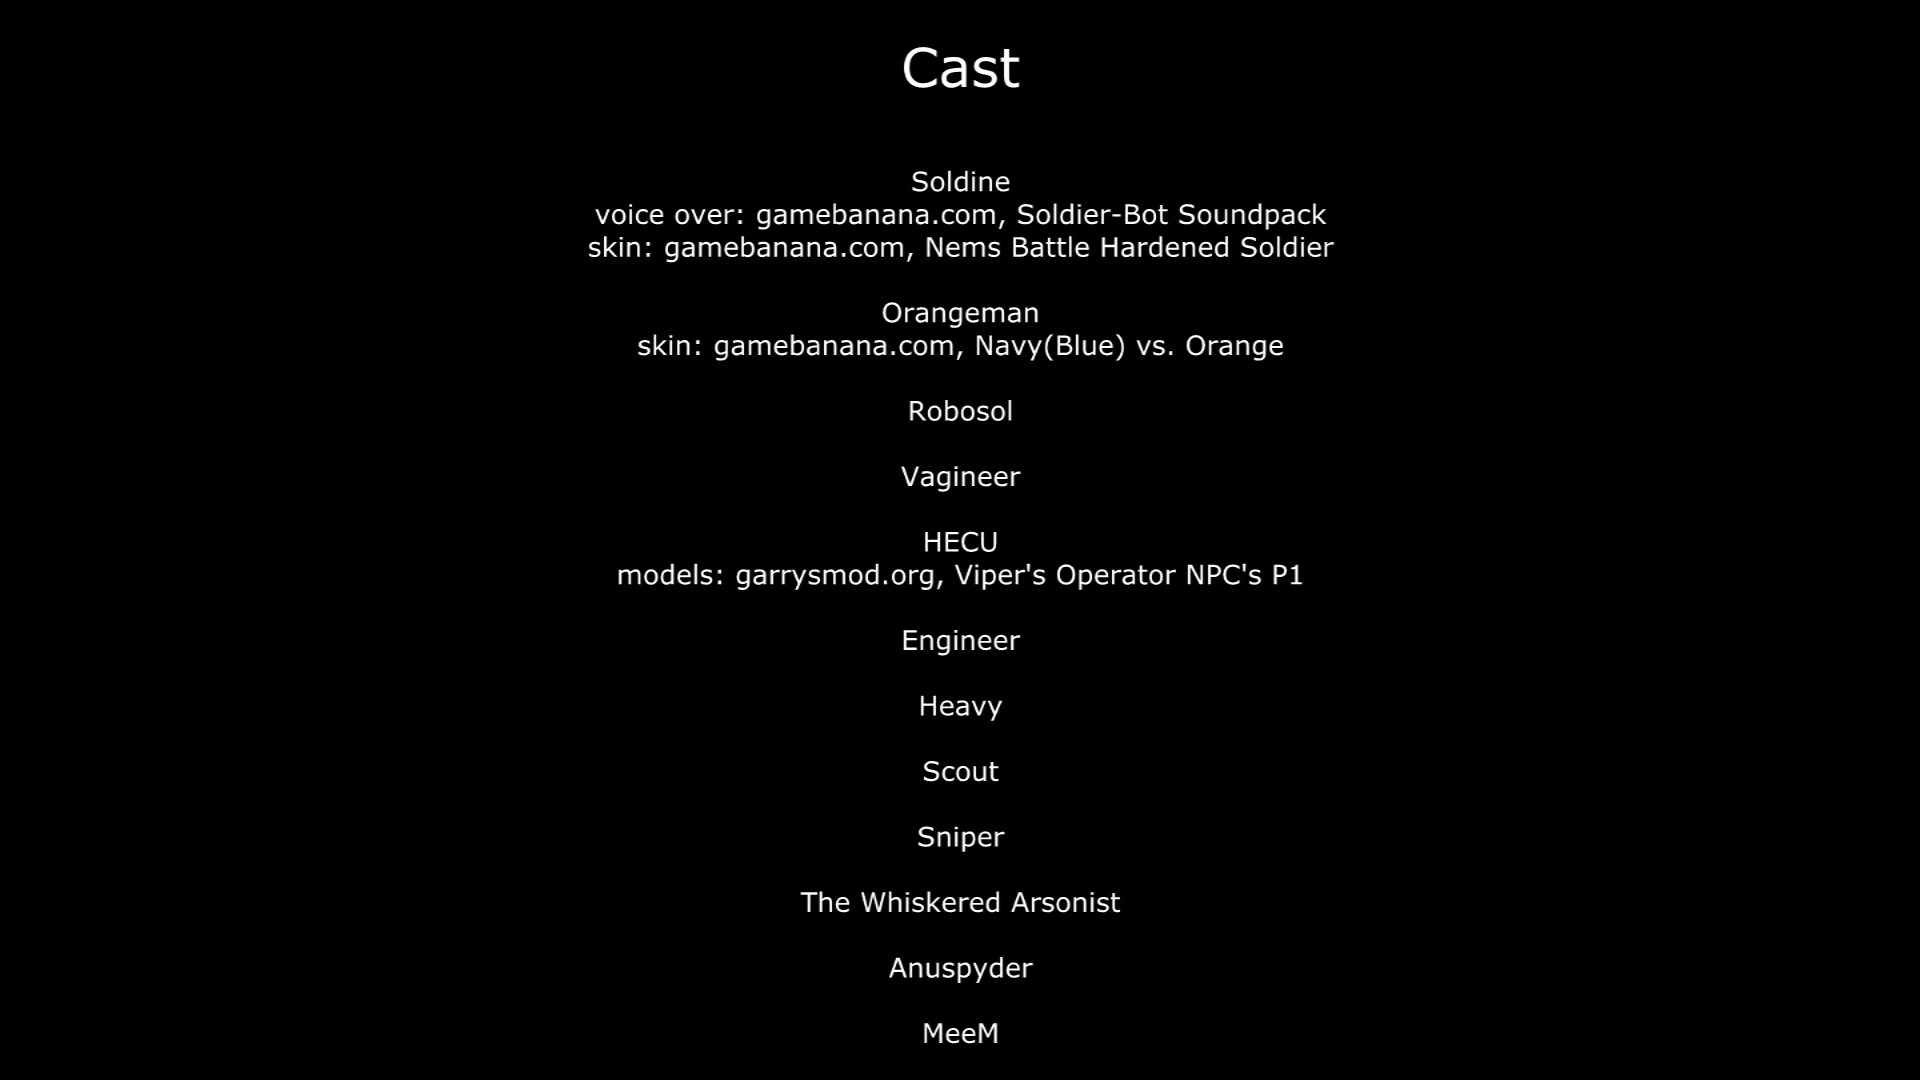 Cast
Soldine
voice over: gamebanana.com, Soldier-Bot Soundpack
skin: gamebanana.com, Nems Battle Hardened Soldier
Orangeman
skin: gamebanana.com, Navy(Blue) vs. Orange
Robosol
Vagineer
HECU
models: garrysmod.org, Viper's Operator NPC's P1
Engineer
Heavy
Scout
Sniper
The Whiskered Arsonist
Anuspyder
MeeM